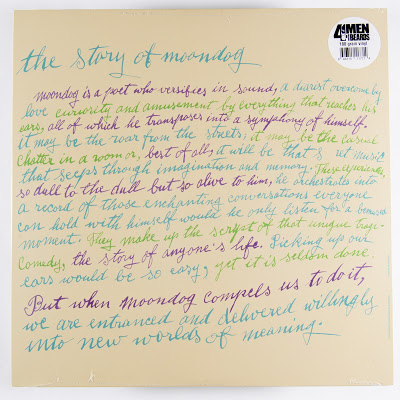 4 MEN
WITH
BEARDS
180 gram vinyl
the story of moondog
moondog is a poet who versifies in sound, a diarist overcome by
love curiosity and amusement by everything that reaches his
ears, all of which he transposes into a symphony of himself.
it may be the roar from the streets; it may be the casual
chatter in a room or, best of all, it will be that music
that seeps through imagination and memory. These experiences,
so dull to the dull but so alive to him, he orchestrates into
a record of those enchanting conversations everyone
can hold with himself would he only listen for a
moment. They make up the script of that unique tragi-
comedy, the story of anyone's life. Picking up our
ears would be so easy; yet it is seldom done.
But when moondog compels us to do it,
we are entranced and delivered willingly
into new worlds of meaning.